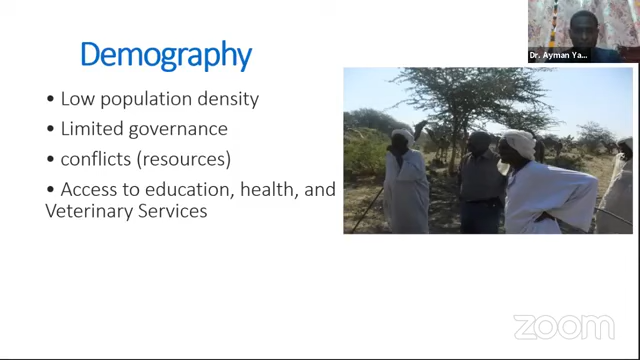 Dr. Ayman Ya...
Demography
• Low population density
• Limited governance
• conflicts (resources)
• Access to education, health, and
Veterinary Services
zoom